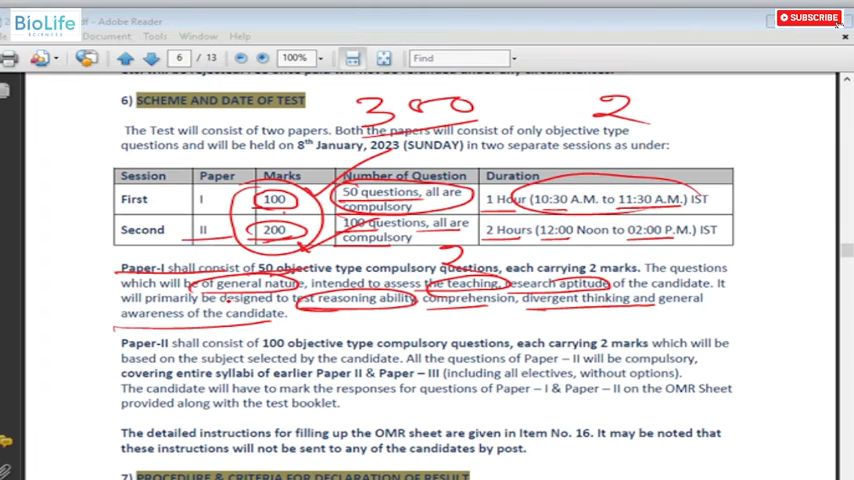 BioLife
SCIENCES
SUBSCRIBE
Adobe Reader
Document Tools Window Help
6 / 13 100% Find
6) SCHEME AND DATE OF TEST
300
2
The Test will consist of two papers. Both the papers will consist of only objective type
questions and will be held on 8th January, 2023 (SUNDAY) in two separate sessions as under:
Session Paper Marks Number of Question Duration
First I 100 50 questions, all are compulsory 1 Hour (10:30 A.M. to 11:30 A.M.) IST
Second II 200 100 questions, all are compulsory 2 Hours (12:00 Noon to 02:00 P.M.) IST
2
Paper-I shall consist of 50 objective type compulsory questions, each carrying 2 marks. The questions
which will be of general nature, intended to assess the teaching, research aptitude of the candidate. It
will primarily be designed to test reasoning ability, comprehension, divergent thinking and general
awareness of the candidate.
Paper-II shall consist of 100 objective type compulsory questions, each carrying 2 marks which will be
based on the subject selected by the candidate. All the questions of Paper – II will be compulsory,
covering entire syllabi of earlier Paper II & Paper – III (including all electives, without options).
The candidate will have to mark the responses for questions of Paper – I & Paper – II on the OMR Sheet
provided along with the test booklet.
The detailed instructions for filling up the OMR sheet are given in Item No. 16. It may be noted that
these instructions will not be sent to any of the candidates by post.
7) PROCEDURE & CRITERIA FOR DECLARATION OF RESULT